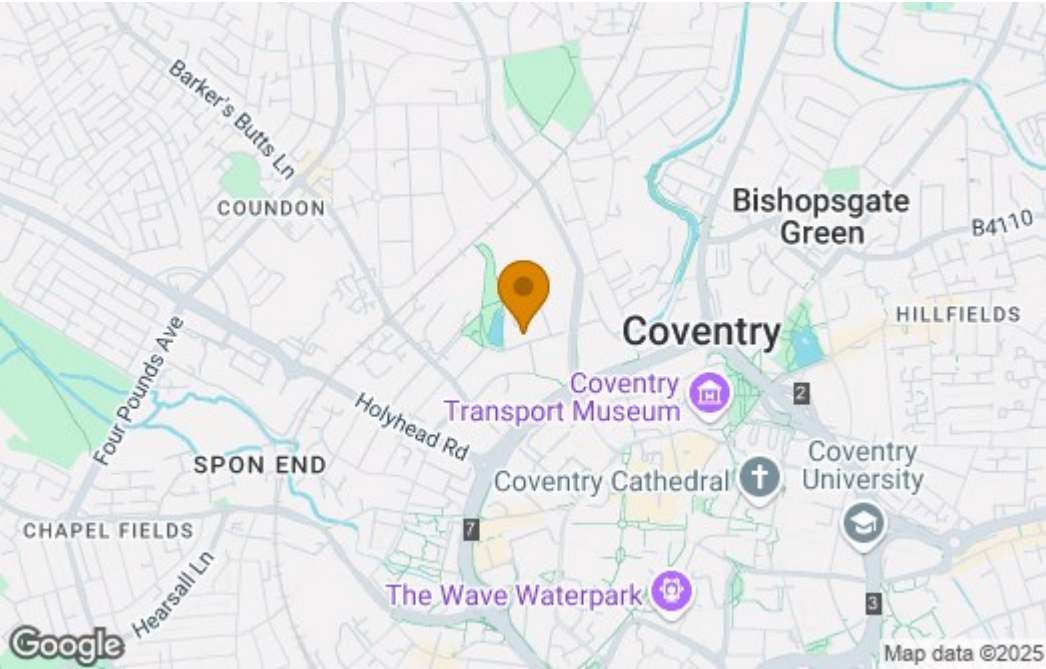 Barker's Butts Ln
COUNDON
Bishopsgate
Green
B4110
HILLFIELDS
Coventry
Four Pounds Ave
Coventry
Transport Museum
2
Holyhead Rd
SPON END
Coventry Cathedral
Coventry
University
CHAPEL FIELDS
7
Hearsall Ln
The Wave Waterpark
3
Google
Map data ©2025